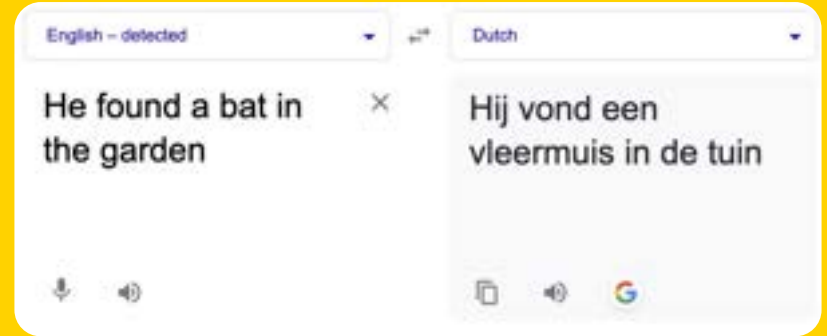 English – detected
Dutch
He found a bat in
the garden
Hij vond een
vleermuis in de tuin